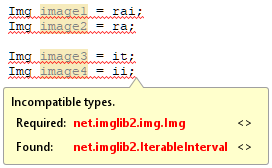 Img image1 = rai;
Img image2 = ra;
Img image3 = it;
Img image4 = ii;
Incompatible types.
Required: net.imglib2.img.Img <>
Found: net.imglib2.IterableInterval <>